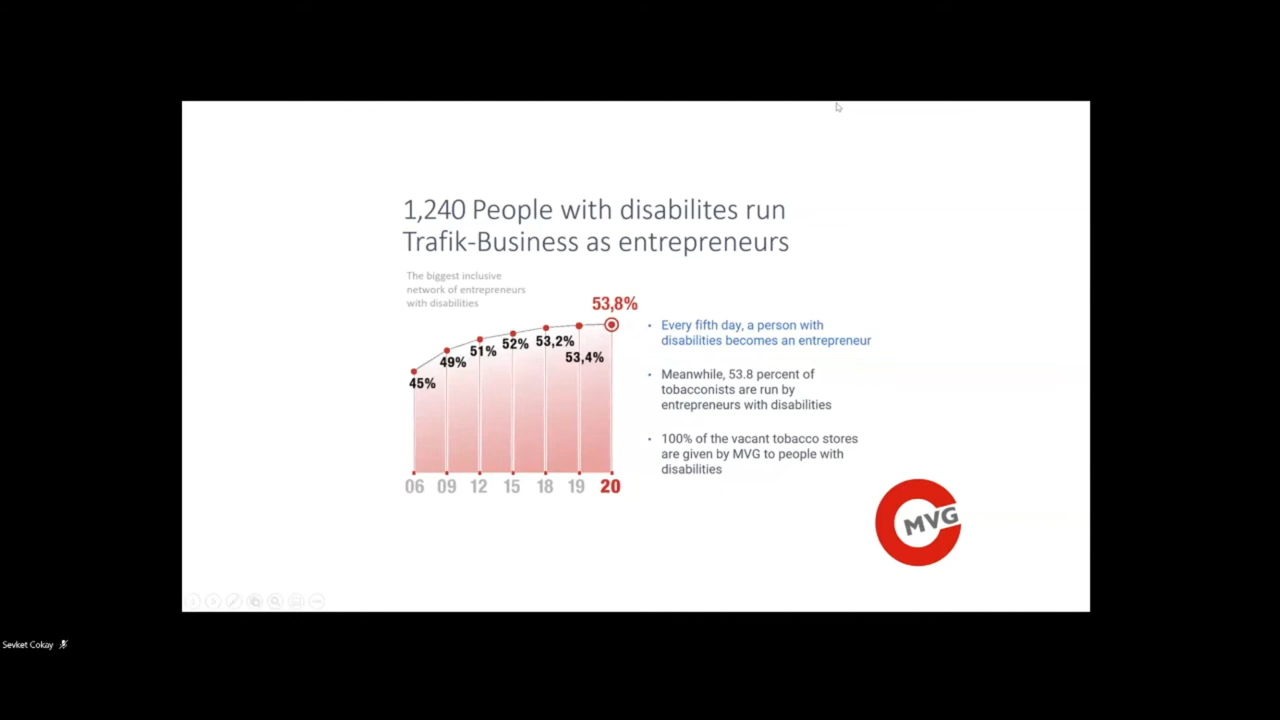 1,240 People with disabilites run
Trafik-Business as entrepreneurs
The biggest inclusive
network of entrepreneurs
with disabilities
53,8%
45%
49%
51%
52%
53,2%
53,4%
06 09 12 15 18 19 20
• Every fifth day, a person with
disabilities becomes an entrepreneur
• Meanwhile, 53.8 percent of
tobacconists are run by
entrepreneurs with disabilities
• 100% of the vacant tobacco stores
are given by MVG to people with
disabilities
MVG
Sevket Cokay